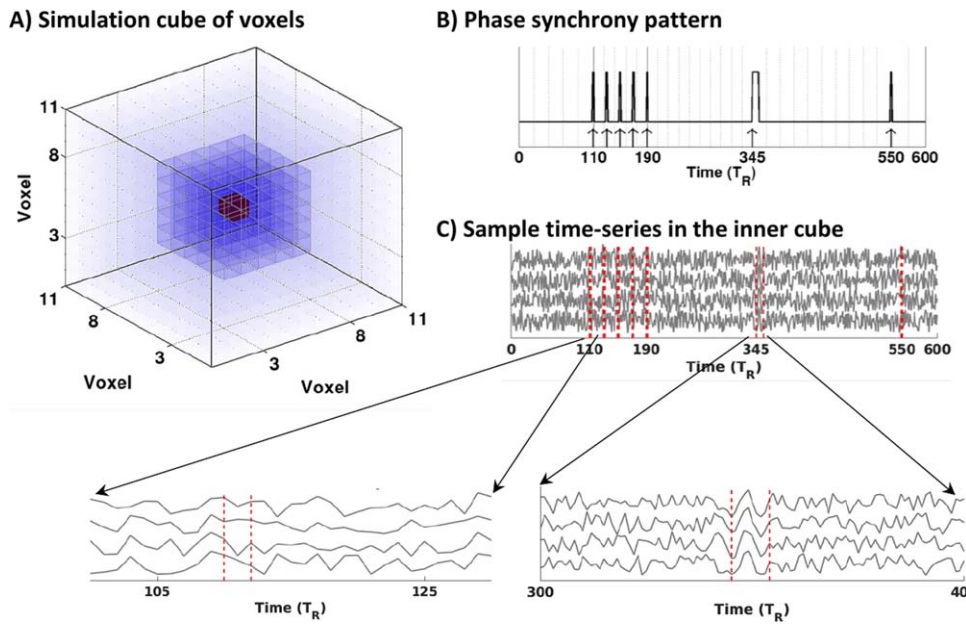 A) Simulation cube of voxels
11
8
3
11
8
3
3
8
11
Voxel
Voxel
Voxel
B) Phase synchrony pattern
0 110 190 345 550 600
Time (TR)
C) Sample time-series in the inner cube
0 110 190 345 550 600
Time (TR)
105 125
Time (TR)
300 40
Time (TR)